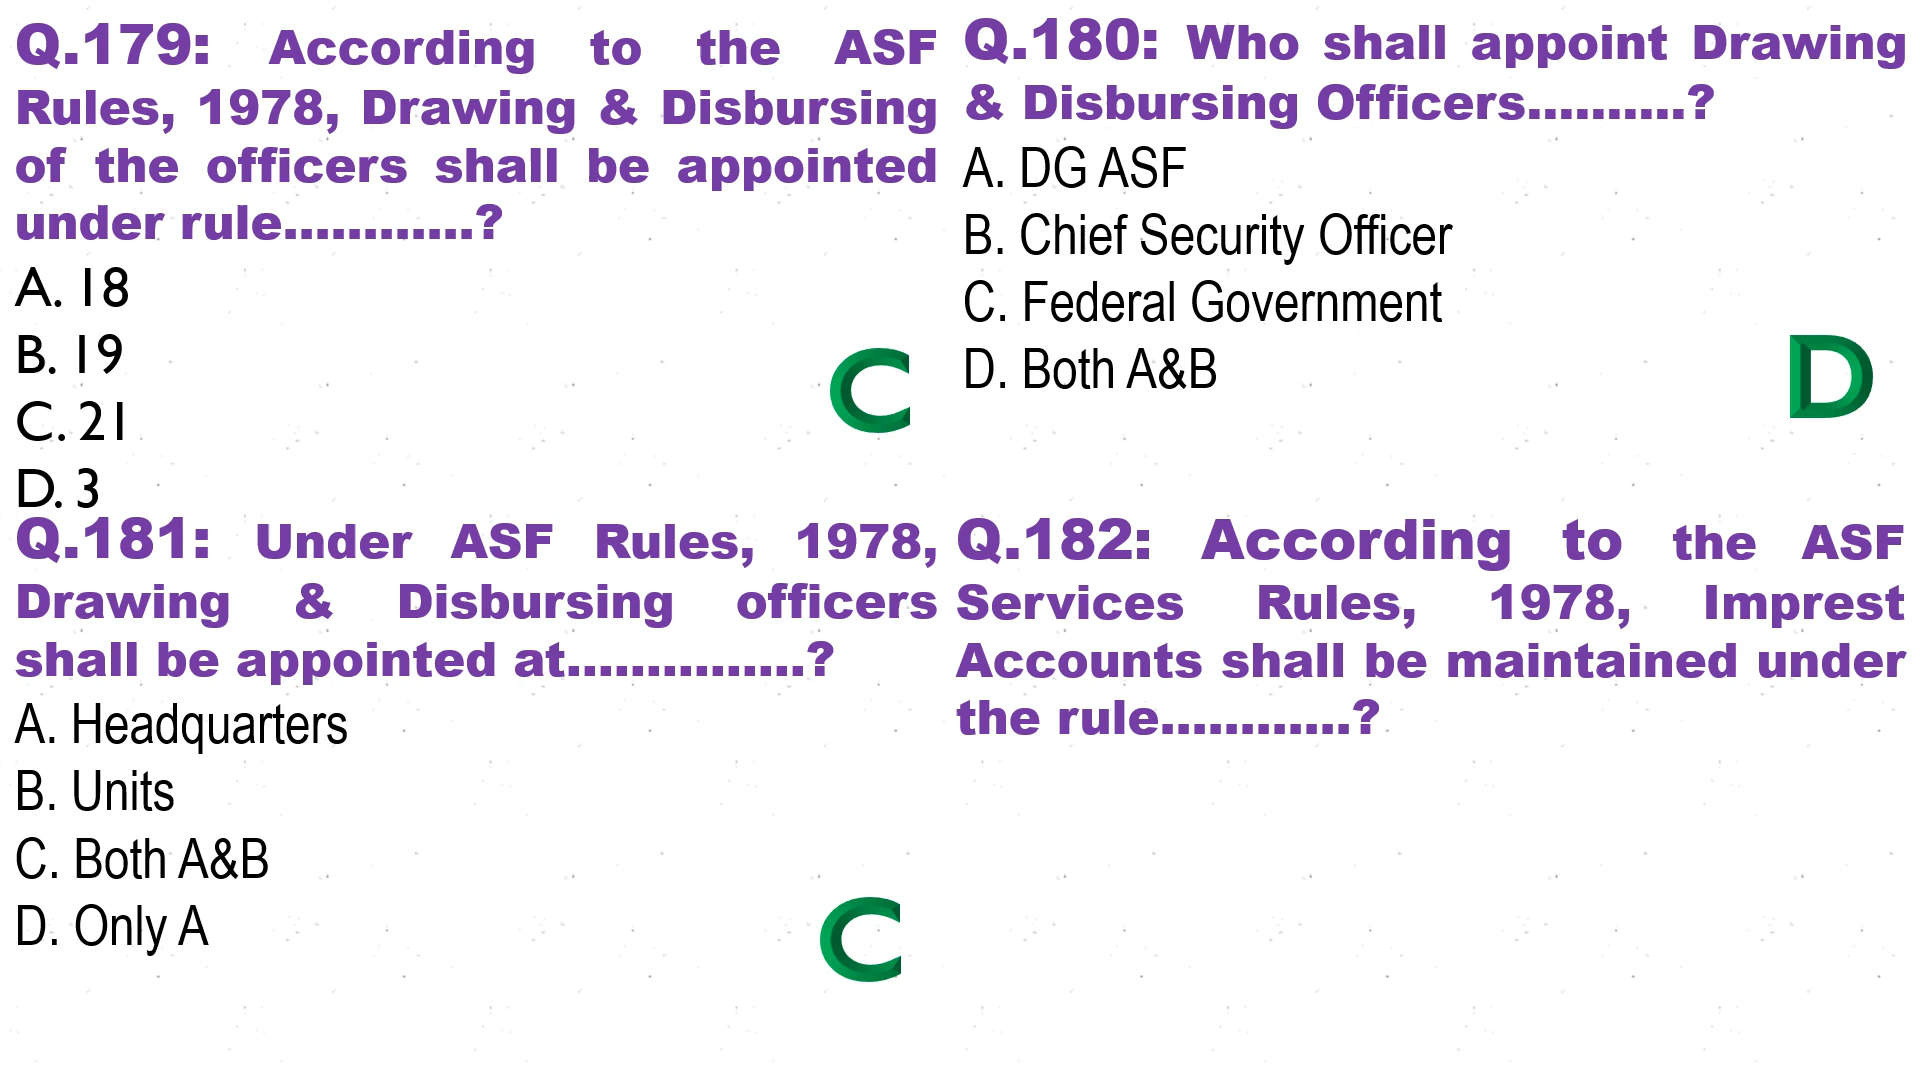 Q.179: According to the ASF
Rules, 1978, Drawing & Disbursing
of the officers shall be appointed
under rule............?
A. 18
B. 19
C. 21
D. 3
C
Q.180: Who shall appoint Drawing
& Disbursing Officers..........?
A. DG ASF
B. Chief Security Officer
C. Federal Government
D. Both A&B
D
Q.181: Under ASF Rules, 1978,
Drawing & Disbursing officers
shall be appointed at...............?
A. Headquarters
B. Units
C. Both A&B
D. Only A
C
Q.182: According to the ASF
Services Rules, 1978, Imprest
Accounts shall be maintained under
the rule............?